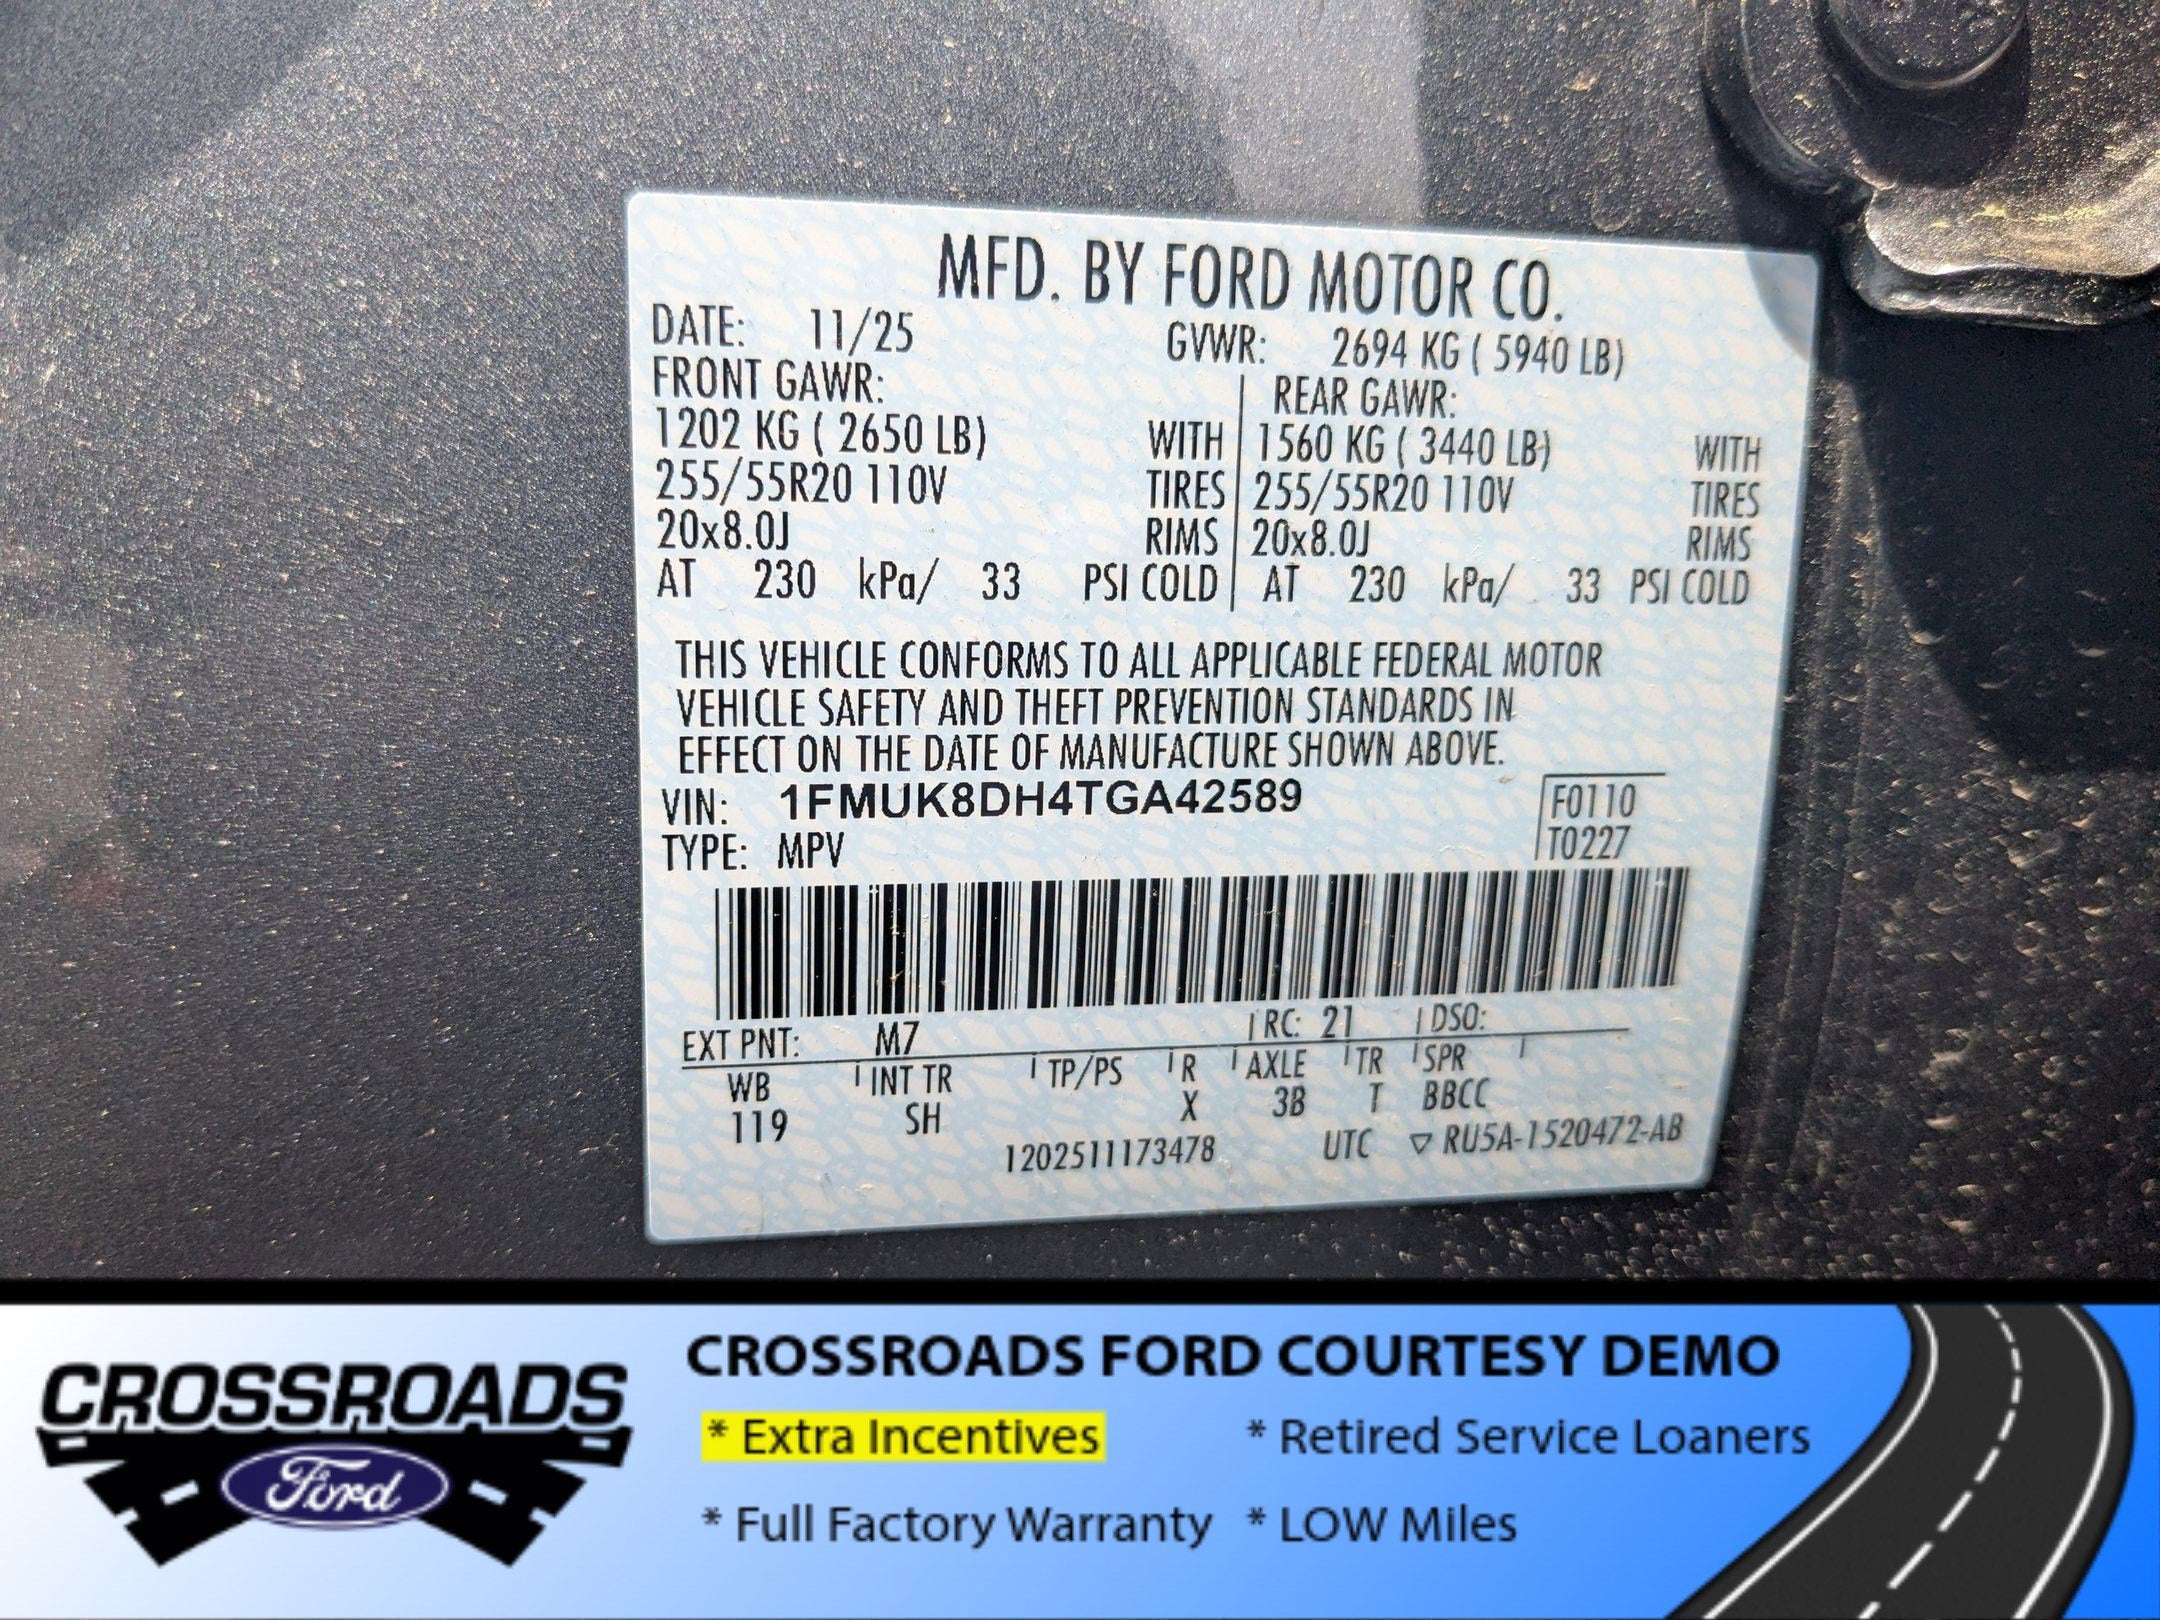 MFD. BY FORD MOTOR CO.
DATE: 11/25 GVWR: 2694 KG ( 5940 LB)
FRONT GAWR: REAR GAWR:
1202 KG ( 2650 LB) WITH 1560 KG ( 3440 LB) WITH
255/55R20 110V TIRES 255/55R20 110V TIRES
20x8.0J RIMS 20x8.0J RIMS
AT 230 kPa/ 33 PSI COLD AT 230 kPa/ 33 PSI COLD
THIS VEHICLE CONFORMS TO ALL APPLICABLE FEDERAL MOTOR
VEHICLE SAFETY AND THEFT PREVENTION STANDARDS IN
EFFECT ON THE DATE OF MANUFACTURE SHOWN ABOVE.
VIN: 1FMUK8DH4TGA42589 F0110
TYPE: MPV T0227
EXT PNT: M7 RC: 21 DSO:
WB INT TR TP/PS R AXLE TR SPR
119 SH X 3B T BBCC
1202511173478 UTC ▽ RU5A-1520472-AB
CROSSROADS
Ford
CROSSROADS FORD COURTESY DEMO
* Extra Incentives * Retired Service Loaners
* Full Factory Warranty * LOW Miles